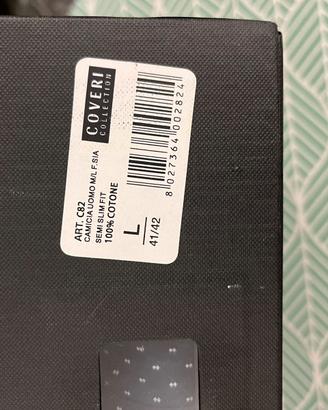 COVERI
COLLECTION
ART. C82
CAMICIA UOMO M/L F.SIA
SEMI SLIM FIT
100% COTONE
L
41/42
8 027364 002824